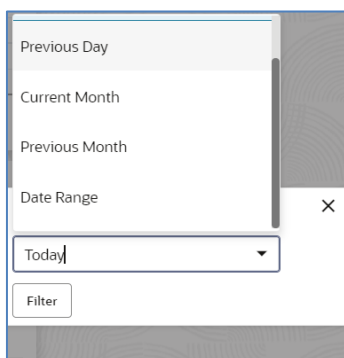 Previous Day
Current Month
Previous Month
Date Range
Today
Filter